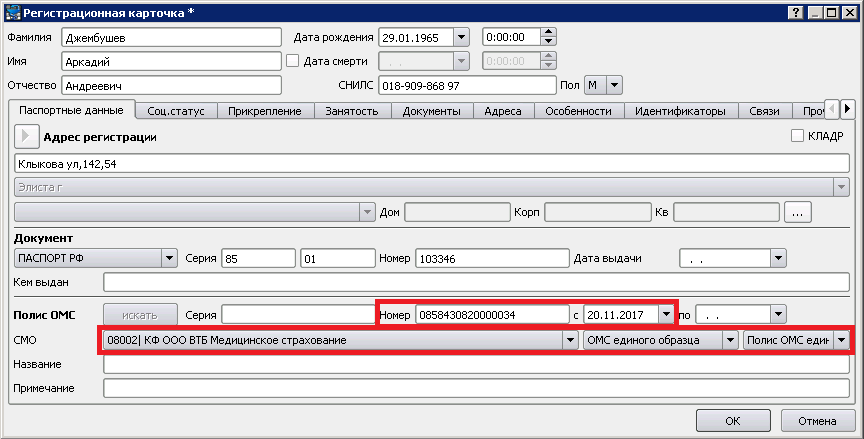 Регистрационная карточка *
Фамилия Джембушев Дата рождения 29.01.1965 0:00:00
Имя Аркадий Дата смерти . . 0:00:00
Отчество Андреевич СНИЛС 018-909-868 97 Пол М
Паспортные данные Соц.статус Прикрепление Занятость Документы Адреса Особенности Идентификаторы Связи Проч
Адрес регистрации КЛАДР
Клыкова ул,142,54
Элиста г
Дом Корп Кв ...
Документ
ПАСПОРТ РФ Серия 85 01 Номер 103346 Дата выдачи . .
Кем выдан
Полис ОМС искать Серия Номер 0858430820000034 с 20.11.2017 по . .
СМО 08002| КФ ООО ВТБ Медицинское страхование ОМС единого образца Полис ОМС един
Название
Примечание
ОК Отмена